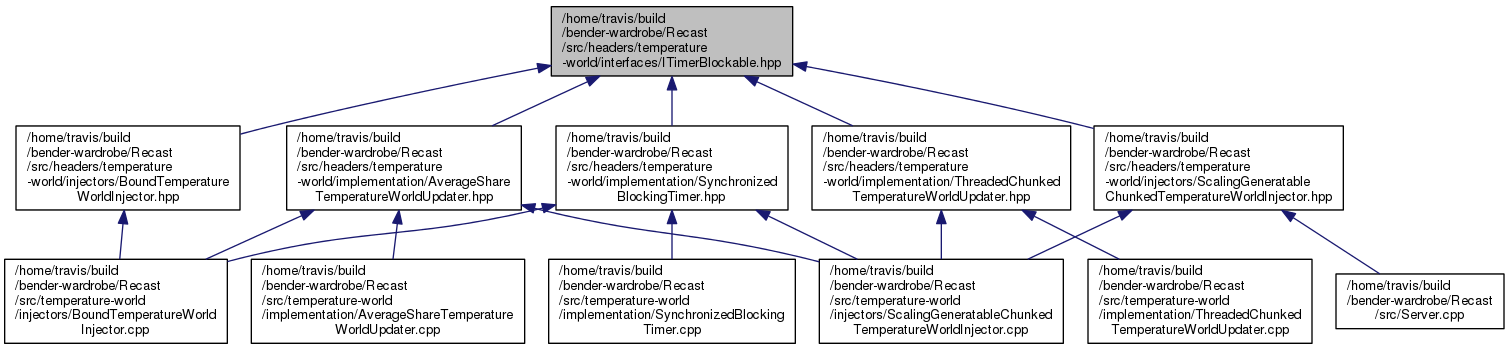 /home/travis/build
/bender-wardrobe/Recast
/src/headers/temperature
-world/interfaces/ITimerBlockable.hpp
/home/travis/build
/bender-wardrobe/Recast
/src/headers/temperature
-world/injectors/BoundTemperature
WorldInjector.hpp
/home/travis/build
/bender-wardrobe/Recast
/src/headers/temperature
-world/implementation/AverageShare
TemperatureWorldUpdater.hpp
/home/travis/build
/bender-wardrobe/Recast
/src/headers/temperature
-world/implementation/Synchronized
BlockingTimer.hpp
/home/travis/build
/bender-wardrobe/Recast
/src/headers/temperature
-world/implementation/ThreadedChunked
TemperatureWorldUpdater.hpp
/home/travis/build
/bender-wardrobe/Recast
/src/headers/temperature
-world/injectors/ScalingGeneratable
ChunkedTemperatureWorldInjector.hpp
/home/travis/build
/bender-wardrobe/Recast
/src/temperature-world
/injectors/BoundTemperatureWorld
Injector.cpp
/home/travis/build
/bender-wardrobe/Recast
/src/temperature-world
/implementation/AverageShareTemperature
WorldUpdater.cpp
/home/travis/build
/bender-wardrobe/Recast
/src/temperature-world
/implementation/SynchronizedBlocking
Timer.cpp
/home/travis/build
/bender-wardrobe/Recast
/src/temperature-world
/injectors/ScalingGeneratableChunked
TemperatureWorldInjector.cpp
/home/travis/build
/bender-wardrobe/Recast
/src/temperature-world
/implementation/ThreadedChunked
TemperatureWorldUpdater.cpp
/home/travis/build
/bender-wardrobe/Recast
/src/Server.cpp